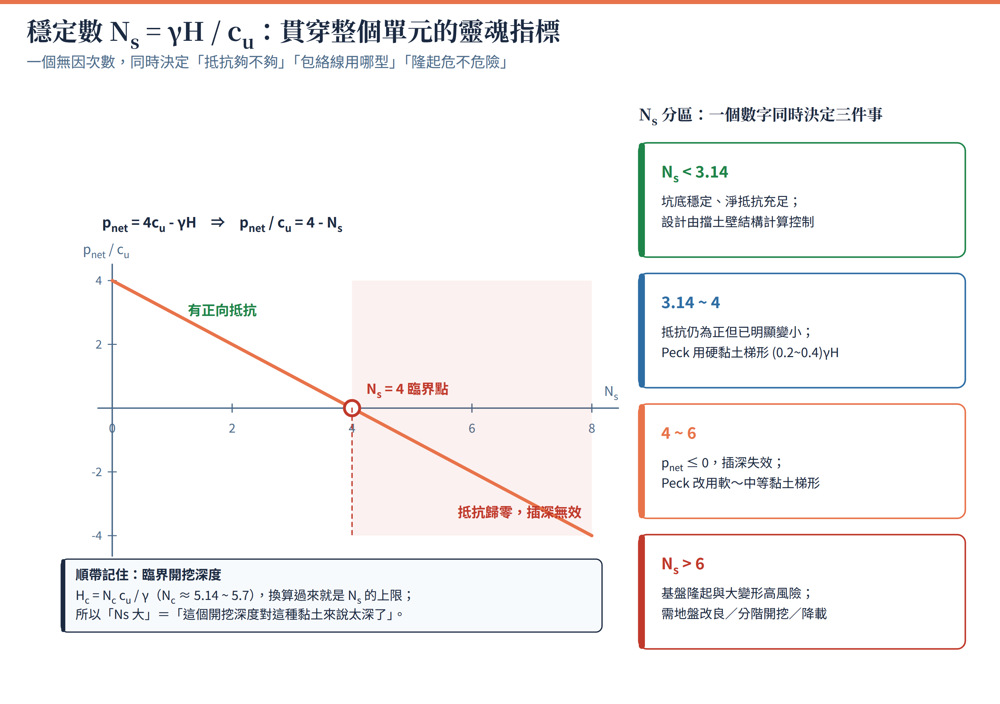 穩定數 Ns = γH / cu：貫穿整個單元的靈魂指標
一個無因次數，同時決定「抵抗夠不夠」「包絡線用哪型」「隆起危不危險」
pnet = 4cu - γH ⇒ pnet / cu = 4 - Ns
pnet / cu
4
2
-2
-4
有正向抵抗
Ns = 4 臨界點
Ns
0
2
4
6
8
抵抗歸零，插深無效
順帶記住：臨界開挖深度
Hc = Nc cu / γ（Nc ≈ 5.14 ~ 5.7），換算過來就是 Ns 的上限；
所以「Ns 大」＝「這個開挖深度對這種黏土來說太深了」。
Ns 分區：一個數字同時決定三件事
Ns < 3.14
坑底穩定、淨抵抗充足；
設計由擋土壁結構計算控制
3.14 ~ 4
抵抗仍為正但已明顯變小；
Peck 用硬黏土梯形 (0.2~0.4)γH
4 ~ 6
pnet ≤ 0，插深失效；
Peck 改用軟～中等黏土梯形
Ns > 6
基盤隆起與大變形高風險；
需地盤改良／分階開挖／降載